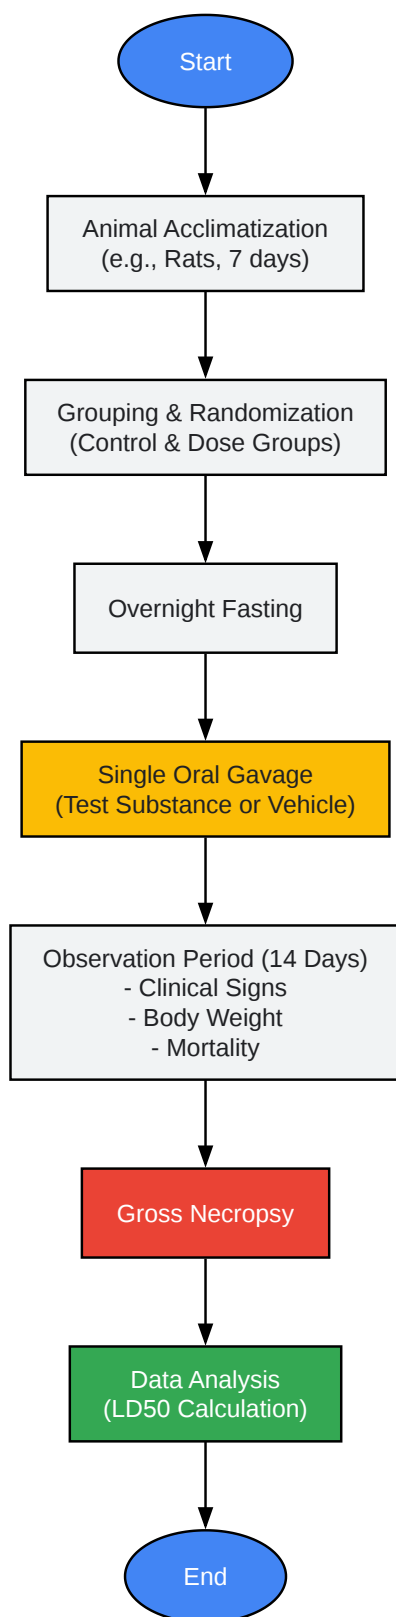 Start
Animal Acclimatization
(e.g., Rats, 7 days)
Grouping & Randomization
(Control & Dose Groups)
Overnight Fasting
Single Oral Gavage
(Test Substance or Vehicle)
Observation Period (14 Days)
- Clinical Signs
- Body Weight
- Mortality
Gross Necropsy
Data Analysis
(LD50 Calculation)
End